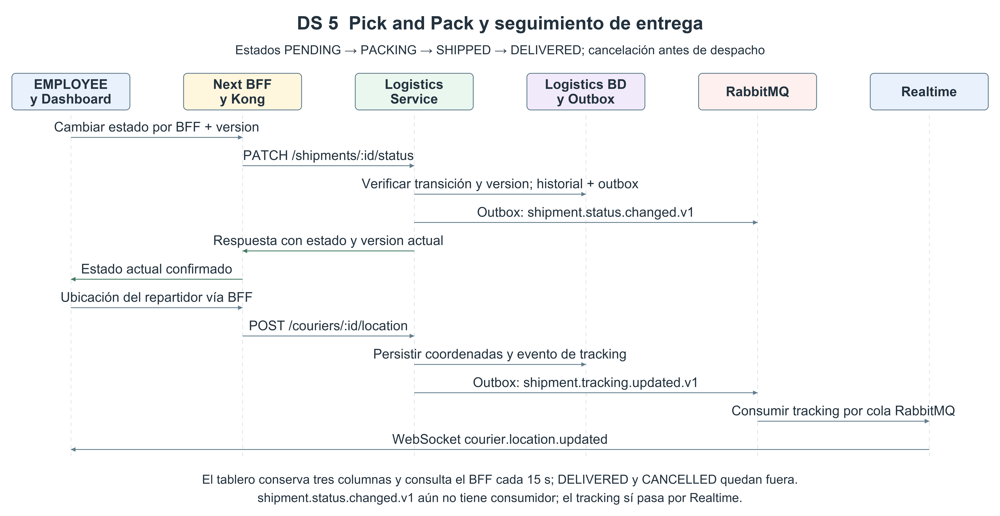 DS 5  Pick and Pack y seguimiento de entrega
Estados PENDING → PACKING → SHIPPED → DELIVERED; cancelación antes de despacho
EMPLOYEE
y Dashboard
Next BFF
y Kong
Logistics
Service
Logistics BD
y Outbox
RabbitMQ
Realtime
Cambiar estado por BFF + version
PATCH /shipments/:id/status
Verificar transición y version; historial + outbox
Outbox: shipment.status.changed.v1
Respuesta con estado y version actual
Estado actual confirmado
Ubicación del repartidor vía BFF
POST /couriers/:id/location
Persistir coordenadas y evento de tracking
Outbox: shipment.tracking.updated.v1
Consumir tracking por cola RabbitMQ
WebSocket courier.location.updated
El tablero conserva tres columnas y consulta el BFF cada 15 s; DELIVERED y CANCELLED quedan fuera.
shipment.status.changed.v1 aún no tiene consumidor; el tracking sí pasa por Realtime.